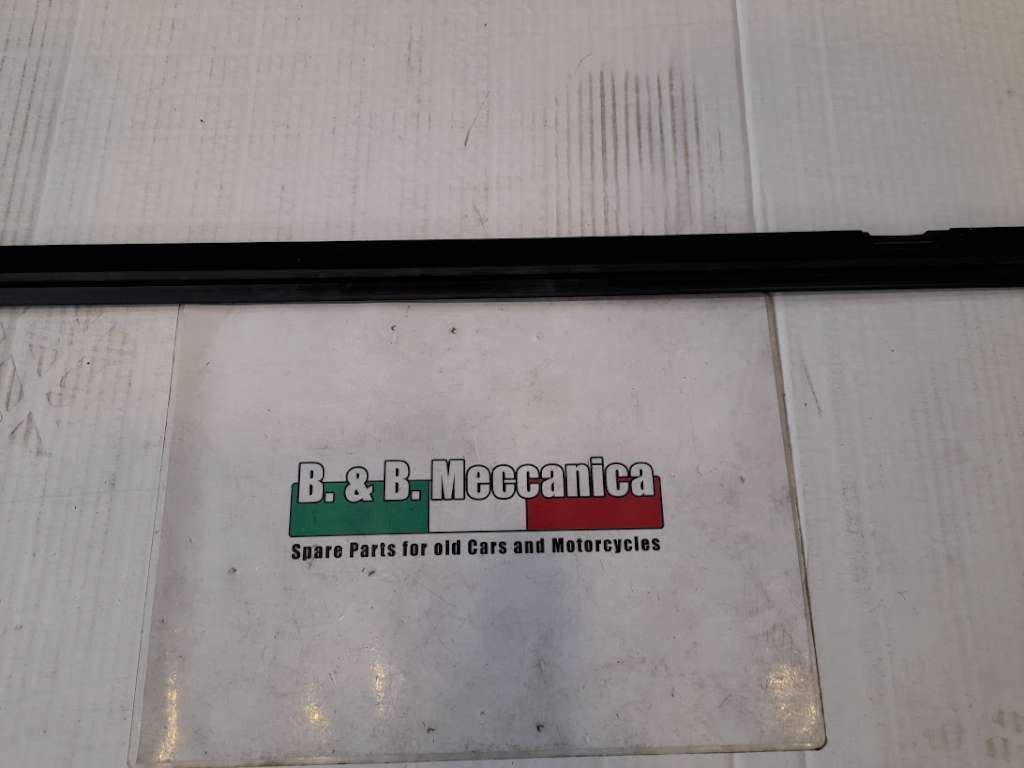 B. & B. Meccanica
Spare Parts for old Cars and Motorcycles